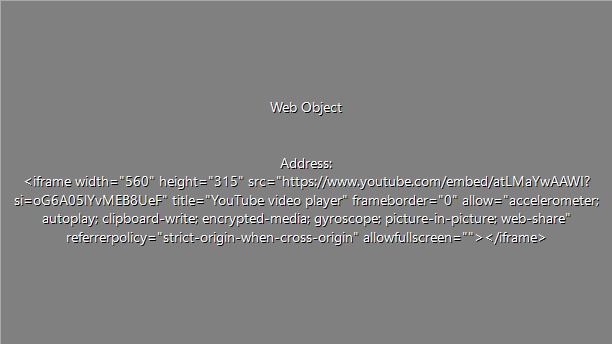 Web Object
Address:
<iframe width="560" height="315" src="https://www.youtube.com/embed/atLMaYwAAWI?
si=oG6A05IYvMEB8UeF" title="YouTube video player" frameborder="0" allow="accelerometer;
autoplay; clipboard-write; encrypted-media; gyroscope; picture-in-picture; web-share"
referrerpolicy="strict-origin-when-cross-origin" allowfullscreen=""></iframe>